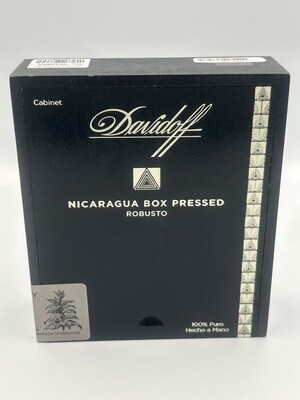 Cabinet
Davidoff
NICARAGUA BOX PRESSED
ROBUSTO
100% Puro
Hecho a Mano